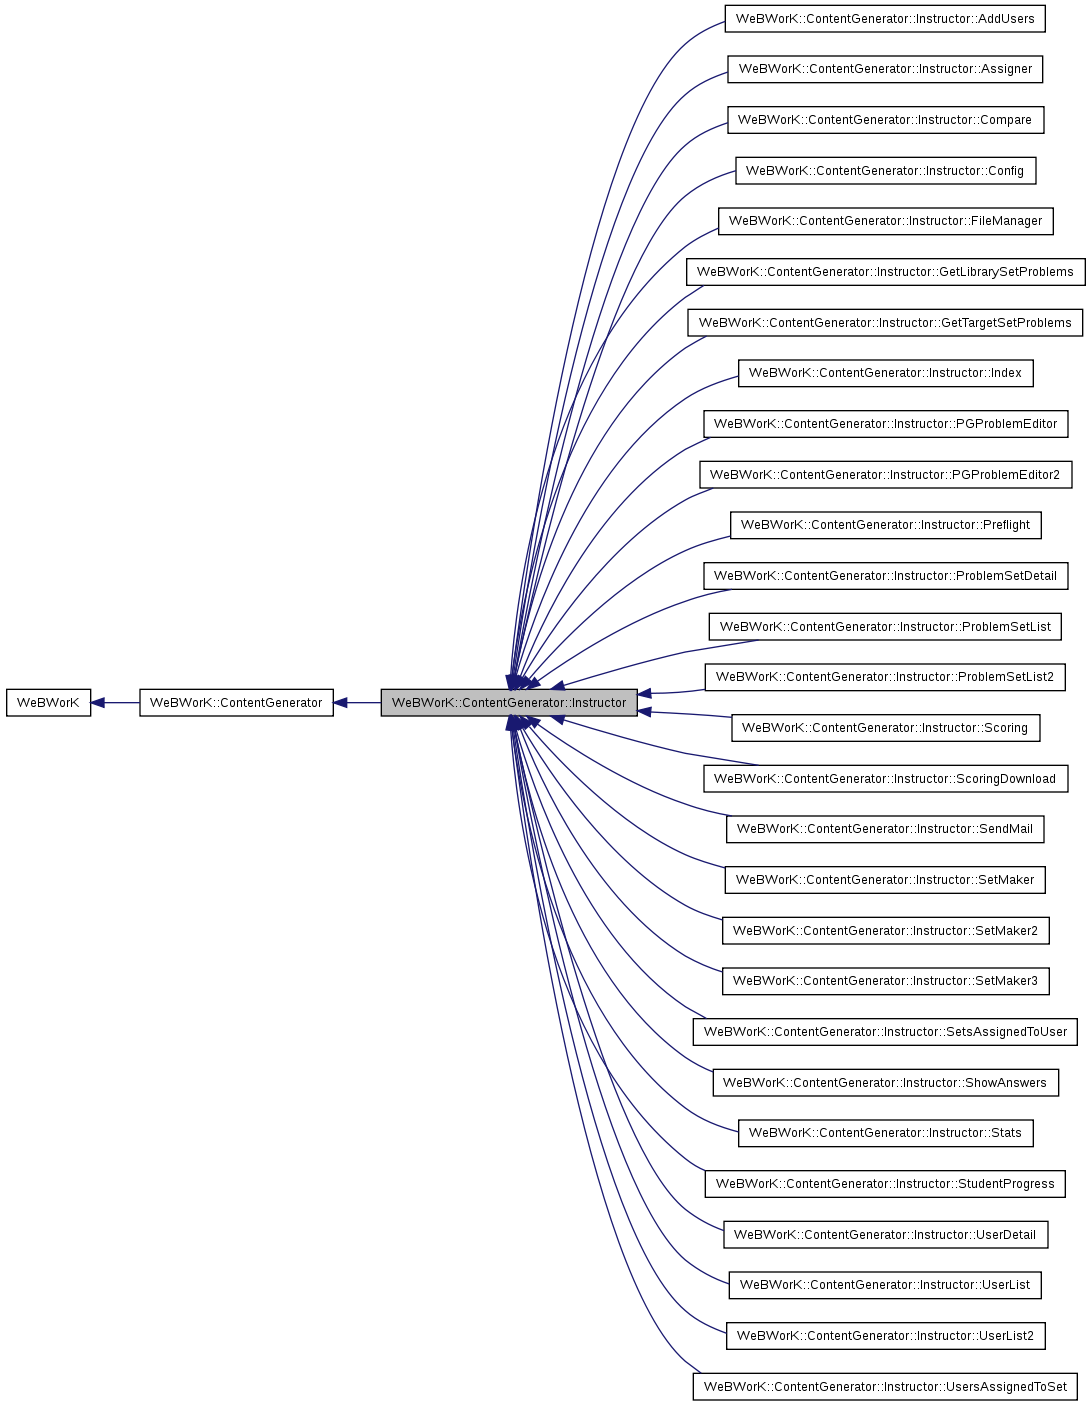 WeBWorK::ContentGenerator::Instructor::AddUsers
WeBWorK::ContentGenerator::Instructor::Assigner
WeBWorK::ContentGenerator::Instructor::Compare
WeBWorK::ContentGenerator::Instructor::Config
WeBWorK::ContentGenerator::Instructor::FileManager
WeBWorK::ContentGenerator::Instructor::GetLibrarySetProblems
WeBWorK::ContentGenerator::Instructor::GetTargetSetProblems
WeBWorK::ContentGenerator::Instructor::Index
WeBWorK::ContentGenerator::Instructor::PGProblemEditor
WeBWorK::ContentGenerator::Instructor::PGProblemEditor2
WeBWorK::ContentGenerator::Instructor::Preflight
WeBWorK::ContentGenerator::Instructor::ProblemSetDetail
WeBWorK::ContentGenerator::Instructor::ProblemSetList
WeBWorK::ContentGenerator::Instructor::ProblemSetList2
WeBWorK
WeBWorK::ContentGenerator
WeBWorK::ContentGenerator::Instructor
WeBWorK::ContentGenerator::Instructor::Scoring
WeBWorK::ContentGenerator::Instructor::ScoringDownload
WeBWorK::ContentGenerator::Instructor::SendMail
WeBWorK::ContentGenerator::Instructor::SetMaker
WeBWorK::ContentGenerator::Instructor::SetMaker2
WeBWorK::ContentGenerator::Instructor::SetMaker3
WeBWorK::ContentGenerator::Instructor::SetsAssignedToUser
WeBWorK::ContentGenerator::Instructor::ShowAnswers
WeBWorK::ContentGenerator::Instructor::Stats
WeBWorK::ContentGenerator::Instructor::StudentProgress
WeBWorK::ContentGenerator::Instructor::UserDetail
WeBWorK::ContentGenerator::Instructor::UserList
WeBWorK::ContentGenerator::Instructor::UserList2
WeBWorK::ContentGenerator::Instructor::UsersAssignedToSet